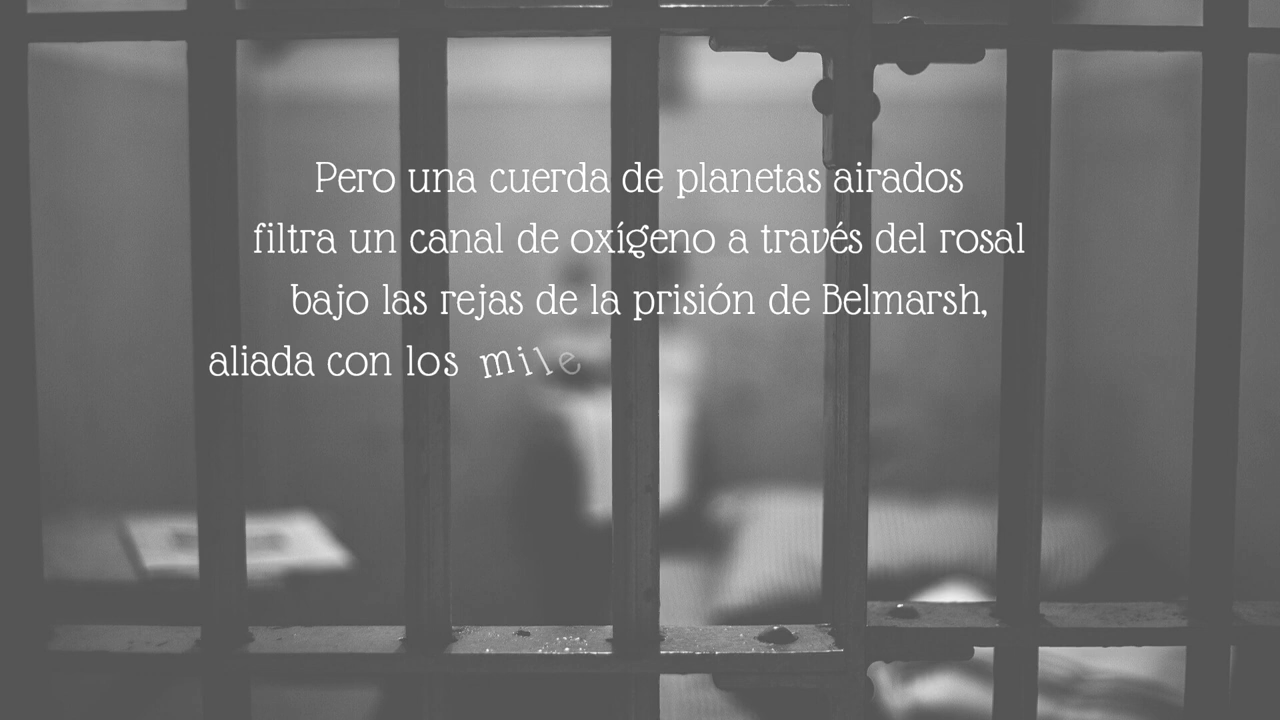 Pero una cuerda de planetas airados
filtra un canal de oxígeno a través del rosal
bajo las rejas de la prisión de Belmarsh,
aliada con los mile